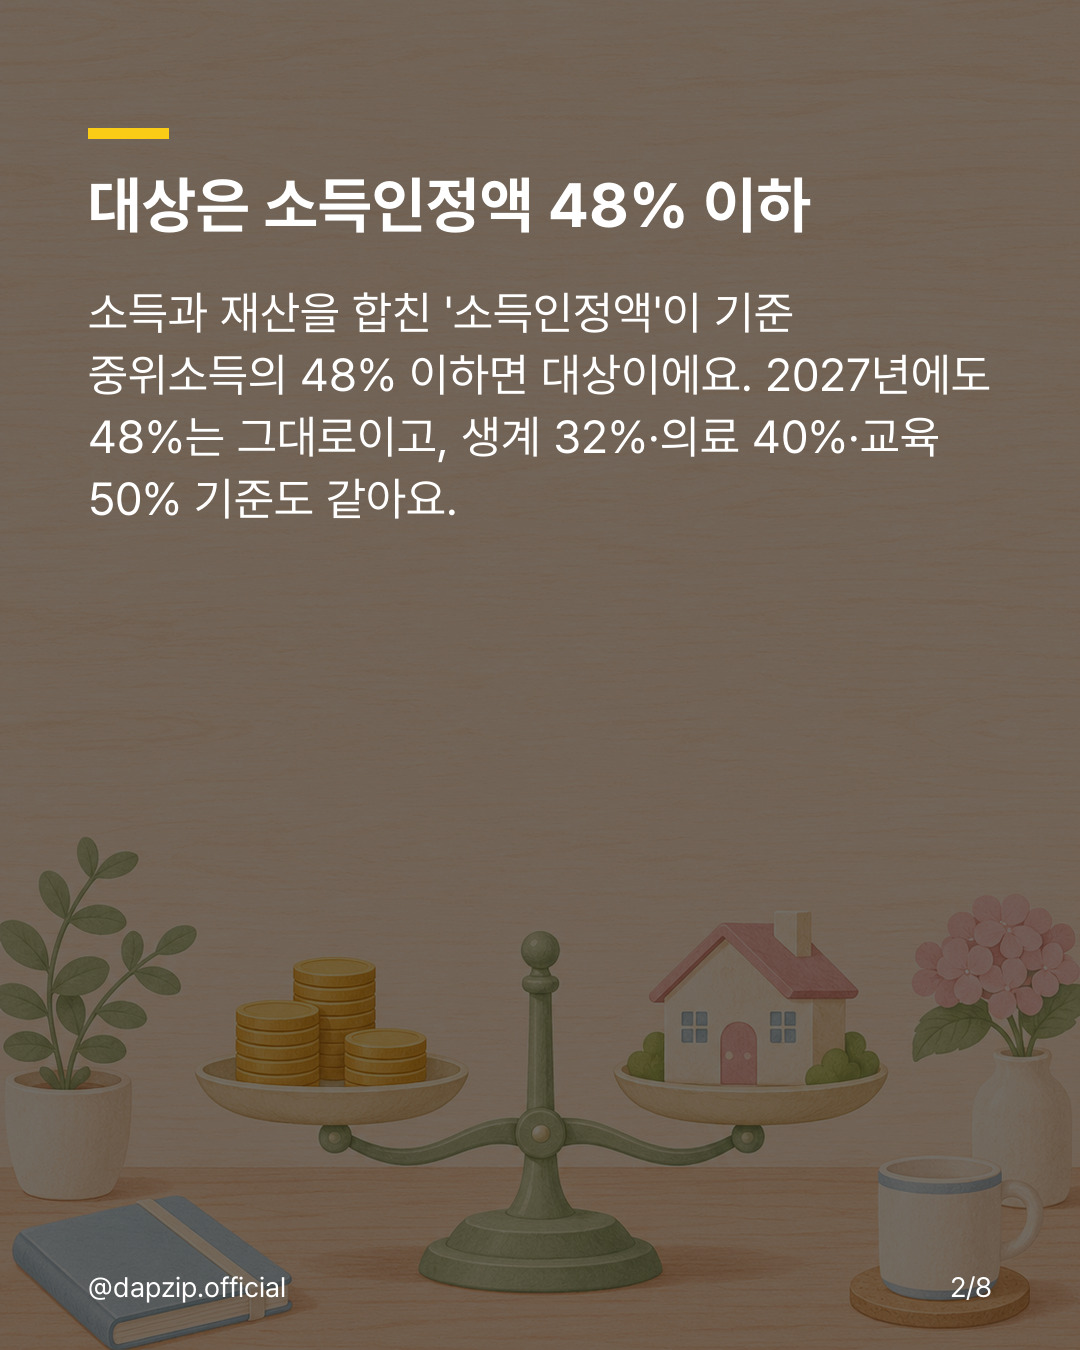 대상은 소득인정액 48% 이하
소득과 재산을 합친 '소득인정액'이 기준
중위소득의 48% 이하면 대상이에요. 2027년에도
48%는 그대로이고, 생계 32%·의료 40%·교육
50% 기준도 같아요.
@dapzip.official
2/8